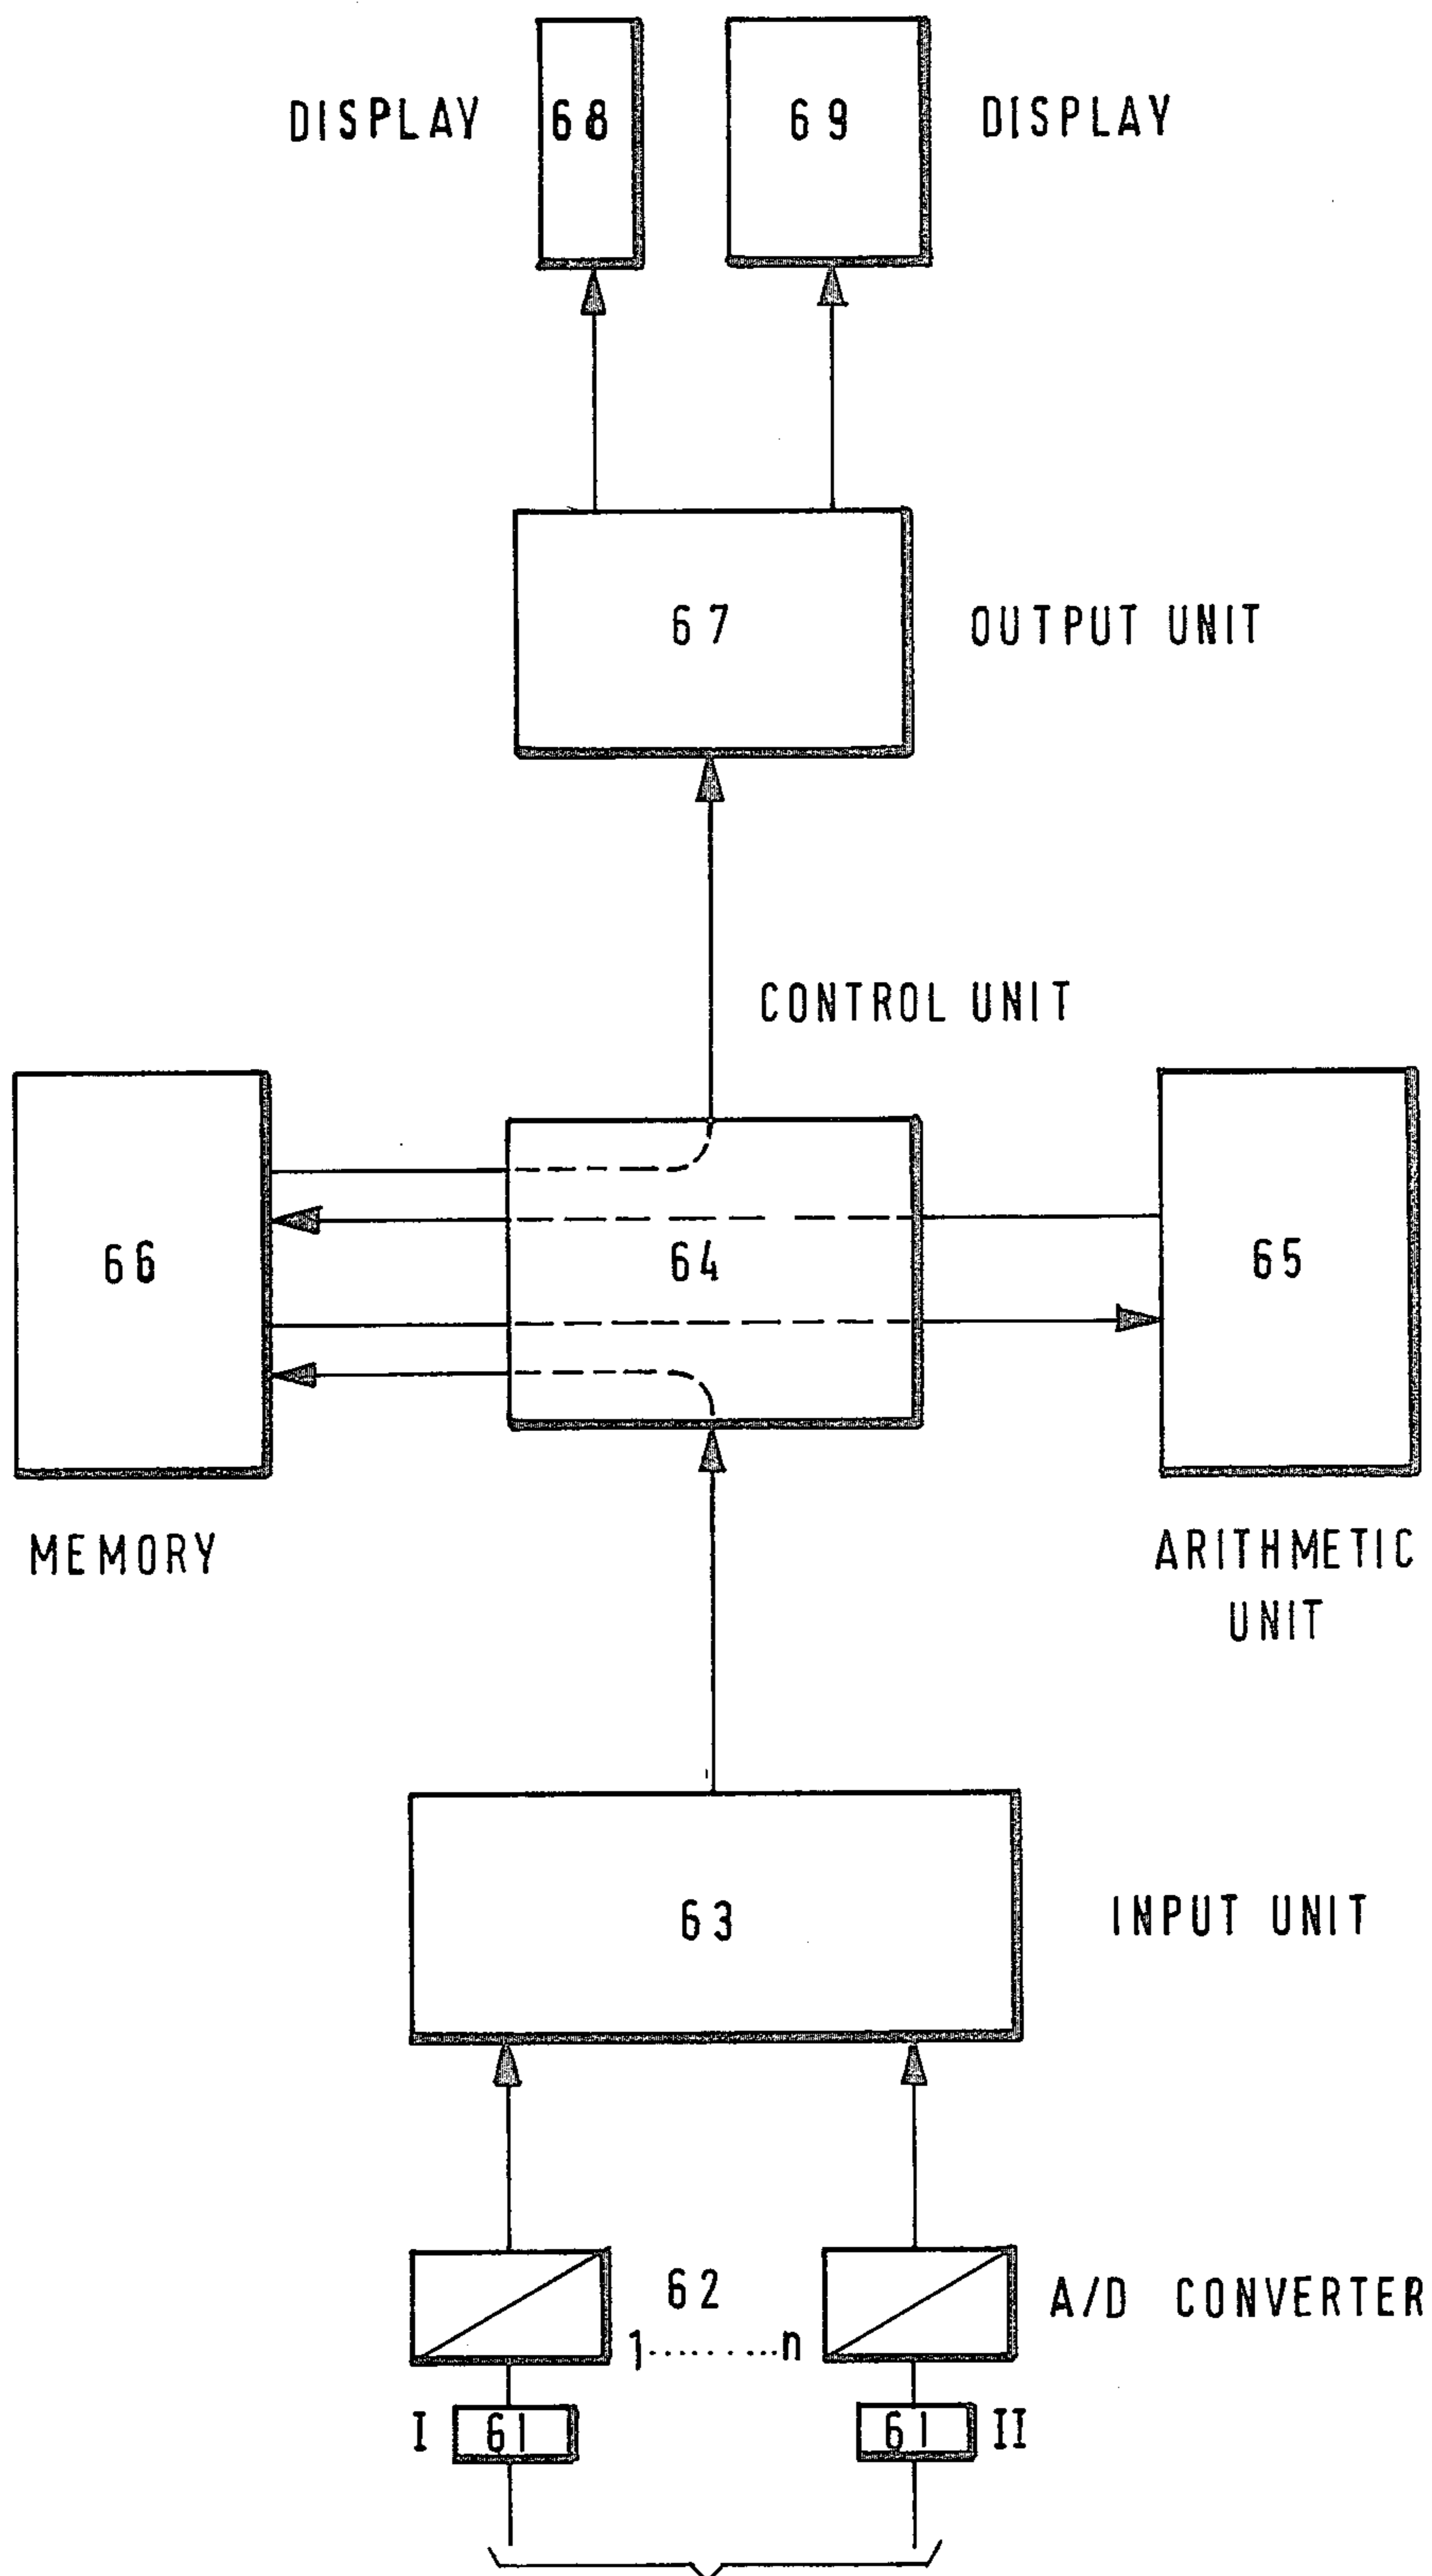 DISPLAY 68 69 DISPLAY
67 OUTPUT UNIT
CONTROL UNIT
66 64 65
MEMORY ARITHMETIC
UNIT
63 INPUT UNIT
62 A/D CONVERTER
1........n
I 61 61 II